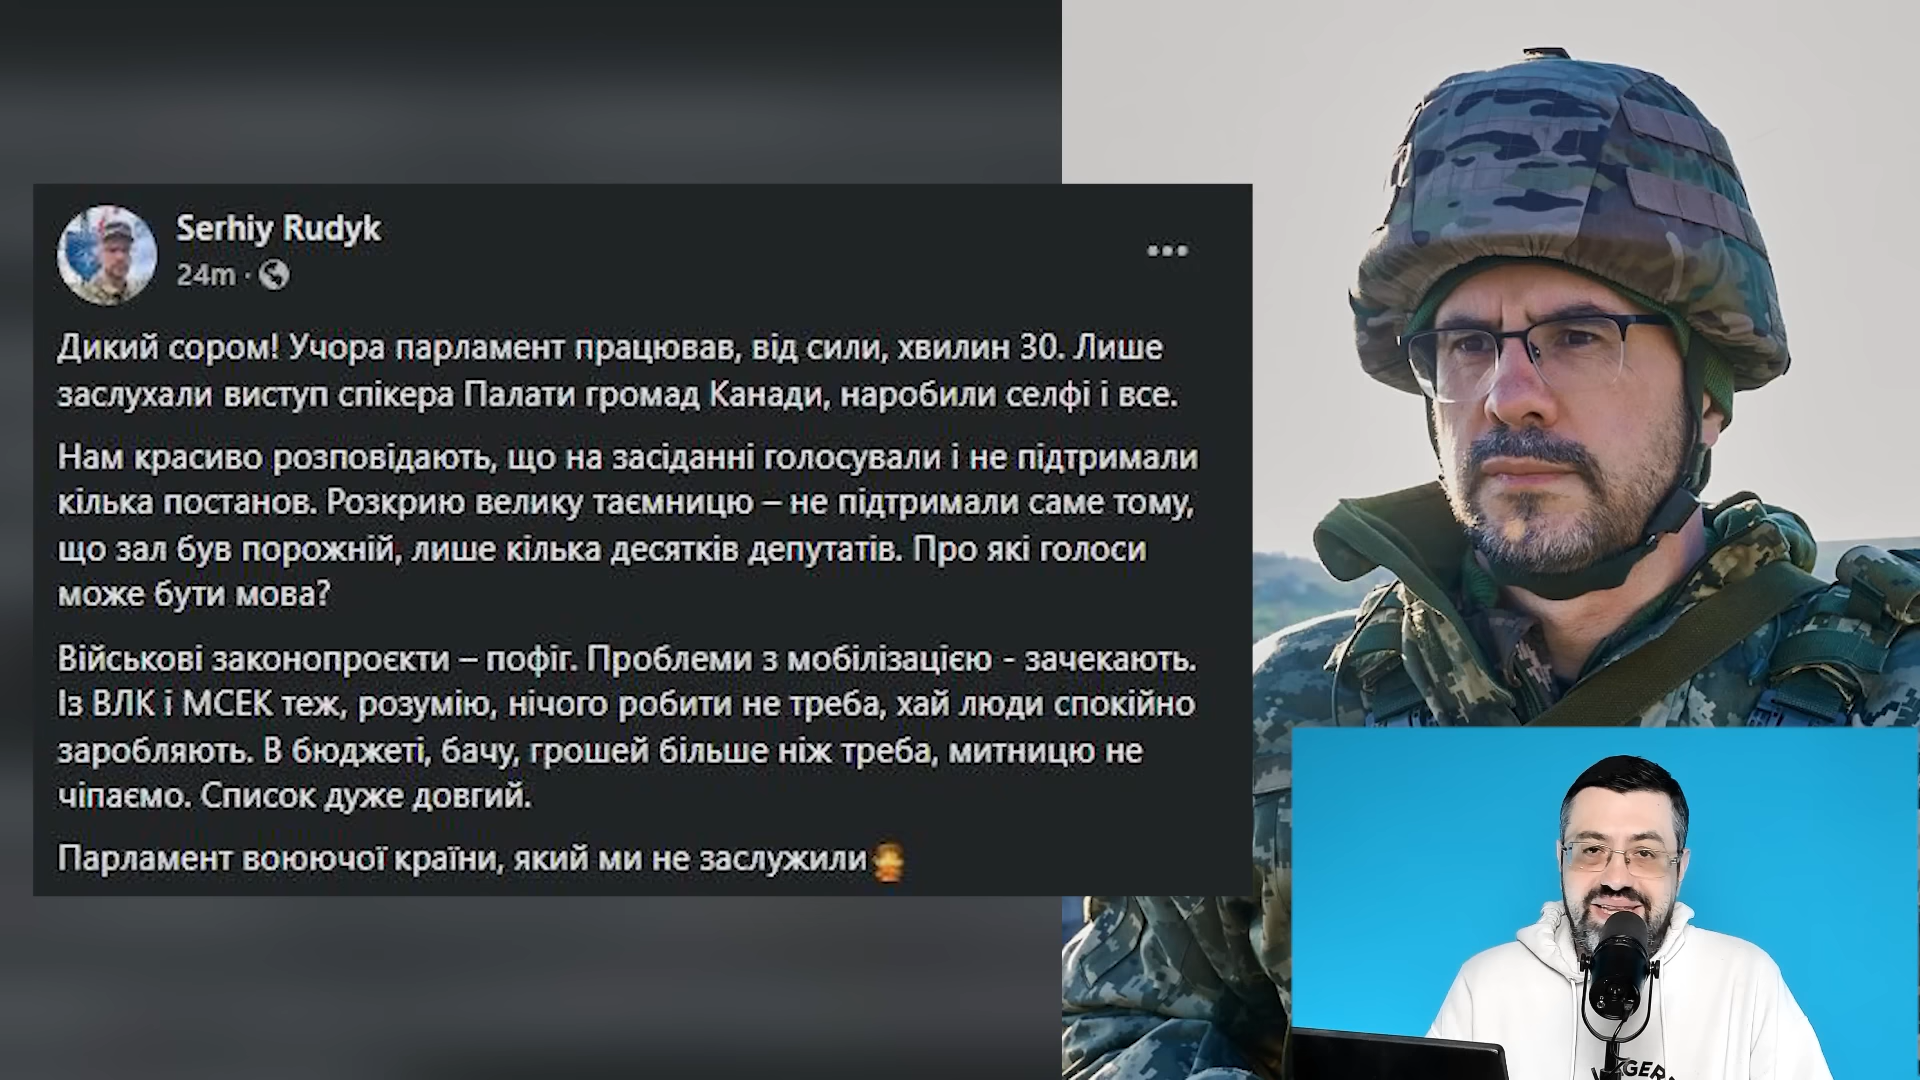 Serhiy Rudyk
24m ·
Дикий сором! Учора парламент працював, від сили, хвилин 30. Лише
заслухали виступ спікера Палати громад Канади, наробили селфі і все.
Нам красиво розповідають, що на засіданні голосували і не підтримали
кілька постанов. Розкрию велику таємницю – не підтримали саме тому,
що зал був порожній, лише кілька десятків депутатів. Про які голоси
може бути мова?
Військові законопроєкти – пофіг. Проблеми з мобілізацією - зачекають.
Із ВЛК і МСЕК теж, розумію, нічого робити не треба, хай люди спокійно
заробляють. В бюджеті, бачу, грошей більше ніж треба, митницю не
чіпаємо. Список дуже довгий.
Парламент воюючої країни, який ми не заслужили